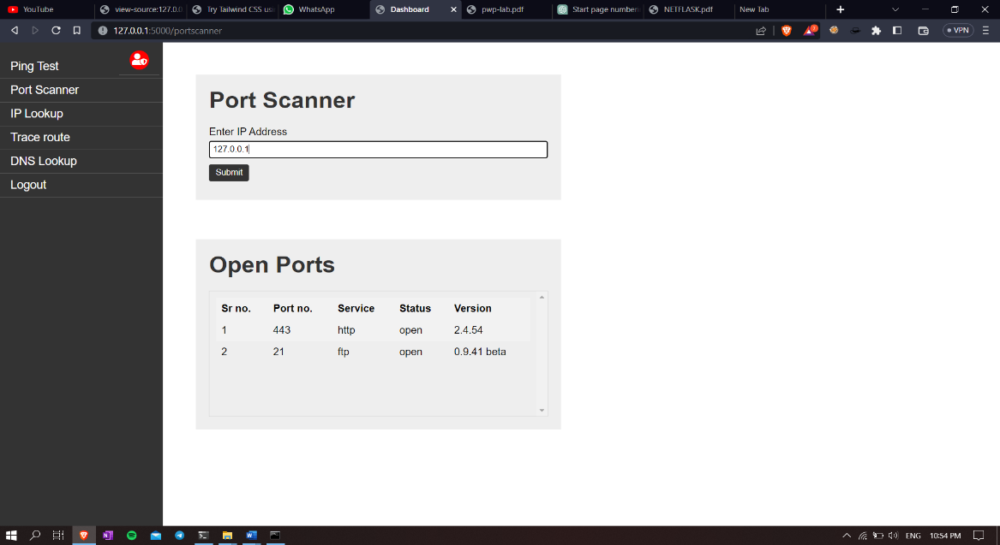 YouTube
view-source:127.0.0
Try Tailwind CSS usi
WhatsApp
Dashboard
pwp-lab.pdf
Start page numberi
NETFLASK.pdf
New Tab
127.0.0.1:5000/portscanner
VPN
Ping Test
Port Scanner
IP Lookup
Trace route
DNS Lookup
Logout
Port Scanner
Enter IP Address
127.0.0.1
Submit
Open Ports
Sr no. Port no. Service Status Version
1 443 http open 2.4.54
2 21 ftp open 0.9.41 beta
ENG 10:54 PM